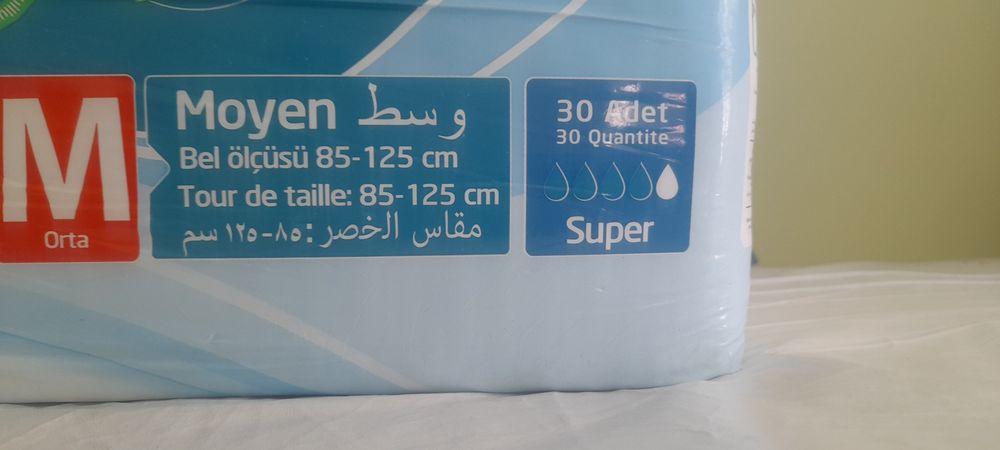 M
Orta
Moyen وسط
Bel ölçüsü 85-125 cm
Tour de taille: 85-125 cm
مقاس الخصر: ٨٥-١٢٥ سم
30 Adet
30 Quantite
Super